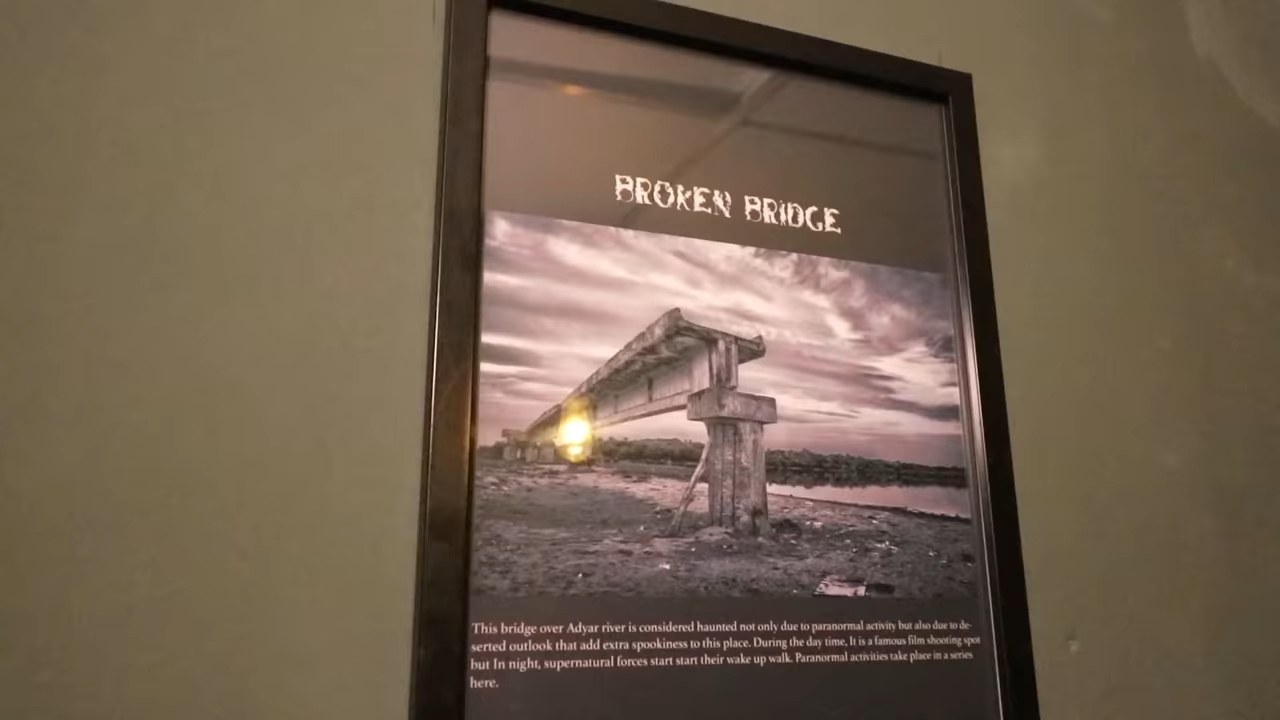 BROKEN BRIDGE
This bridge over Adyar river is considered haunted not only due to paranormal activity but also due to de-
serted outlook that add extra spookiness to this place. During the day time, It is a famous film shooting spot
but In night, supernatural forces start start their wake up walk. Paranormal activities take place in a series
here.